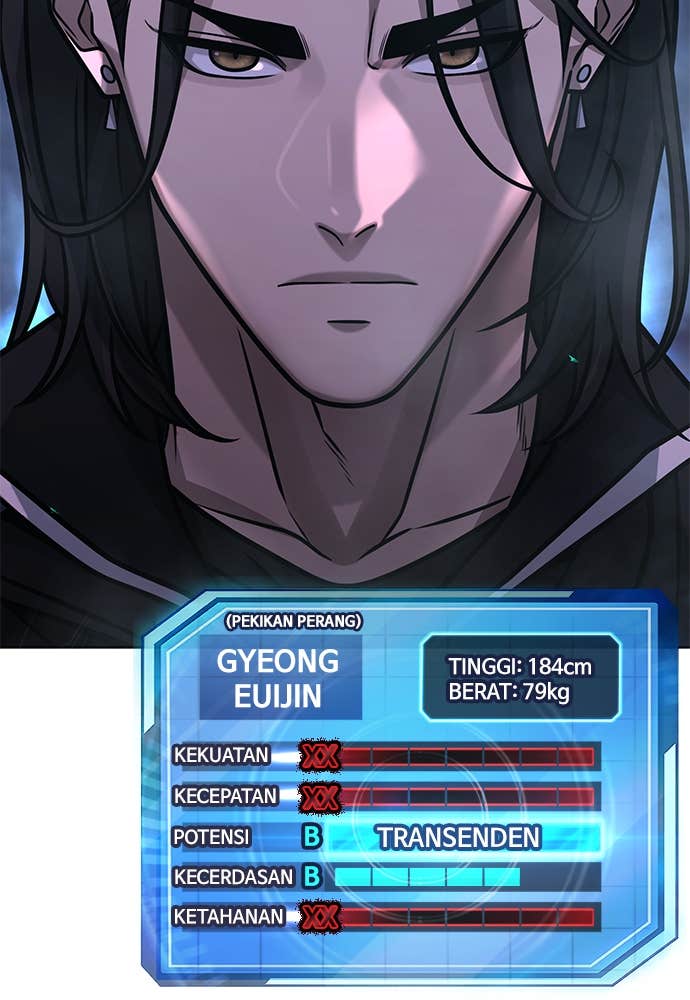 (PEKIKAN PERANG)
GYEONG
EUIJIN
TINGGI: 184cm
BERAT: 79kg
KEKUATAN XX
KECEPATAN XX
POTENSI B TRANSENDEN
KECERDASAN B
KETAHANAN XX